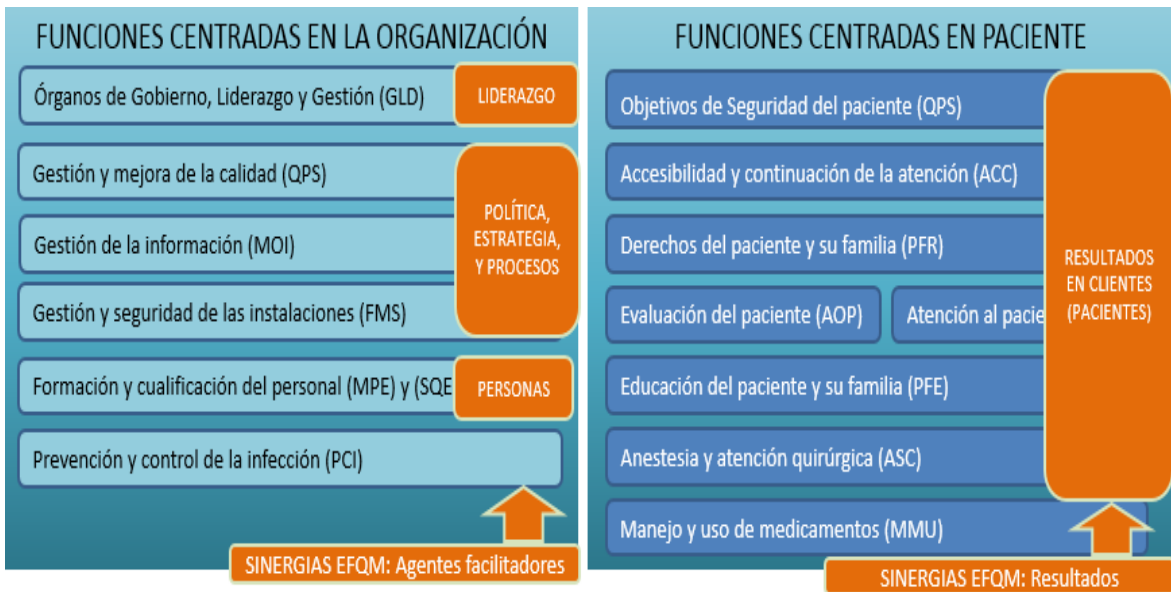 FUNCIONES CENTRADAS EN LA ORGANIZACIÓN
Órganos de Gobierno, Liderazgo y Gestión (GLD)
LIDERAZGO
Gestión y mejora de la calidad (QPS)
Gestión de la información (MOI)
Gestión y seguridad de las instalaciones (FMS)
POLÍTICA,
ESTRATEGIA,
Y PROCESOS
Formación y cualificación del personal (MPE) y (SQE
PERSONAS
Prevención y control de la infección (PCI)
SINERGIAS EFQM: Agentes facilitadores
FUNCIONES CENTRADAS EN PACIENTE
Objetivos de Seguridad del paciente (QPS)
Accesibilidad y continuación de la atención (ACC)
Derechos del paciente y su familia (PFR)
Evaluación del paciente (AOP)
Atención al pacie
Educación del paciente y su familia (PFE)
Anestesia y atención quirúrgica (ASC)
Manejo y uso de medicamentos (MMU)
RESULTADOS
EN CLIENTES
(PACIENTES)
SINERGIAS EFQM: Resultados